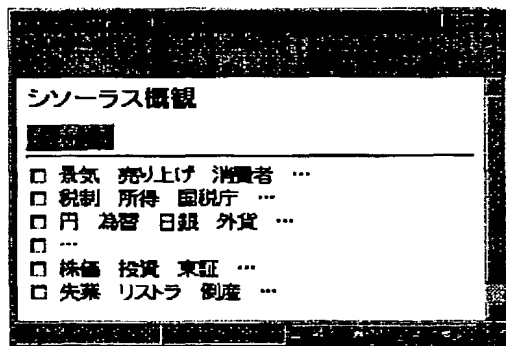 シソーラス概観
□ 景気 売り上げ 消費者 …
□ 税制 所得 国税庁 …
□ 円 為替 日銀 外貨 …
□ …
□ 株価 投資 東証 …
□ 失業 リストラ 倒産 …